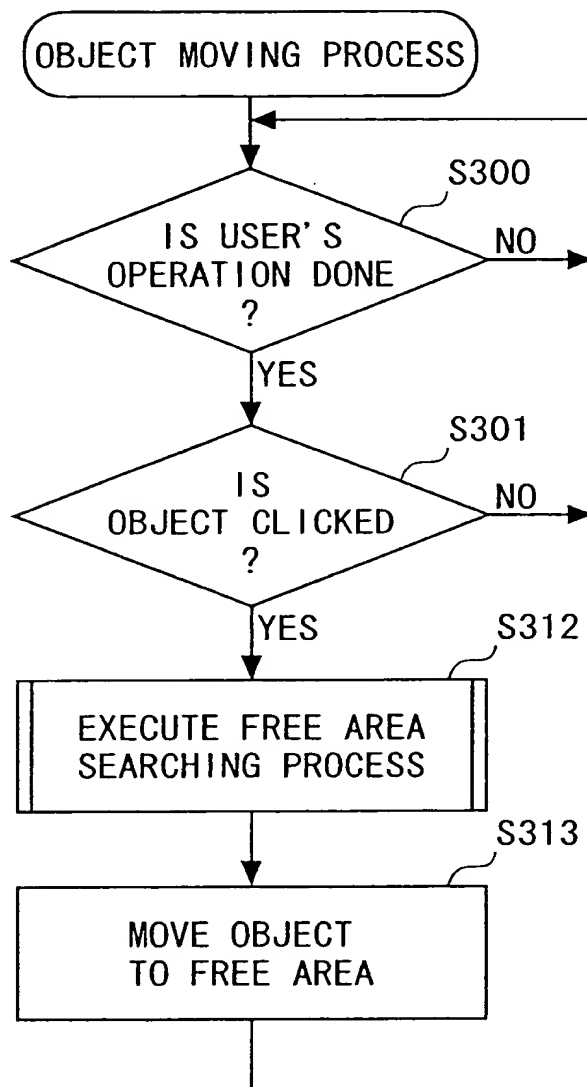 OBJECT MOVING PROCESS
S300
IS USER'S
OPERATION DONE
?
NO
YES
S301
IS
OBJECT CLICKED
?
NO
YES
S312
EXECUTE FREE AREA
SEARCHING PROCESS
S313
MOVE OBJECT
TO FREE AREA